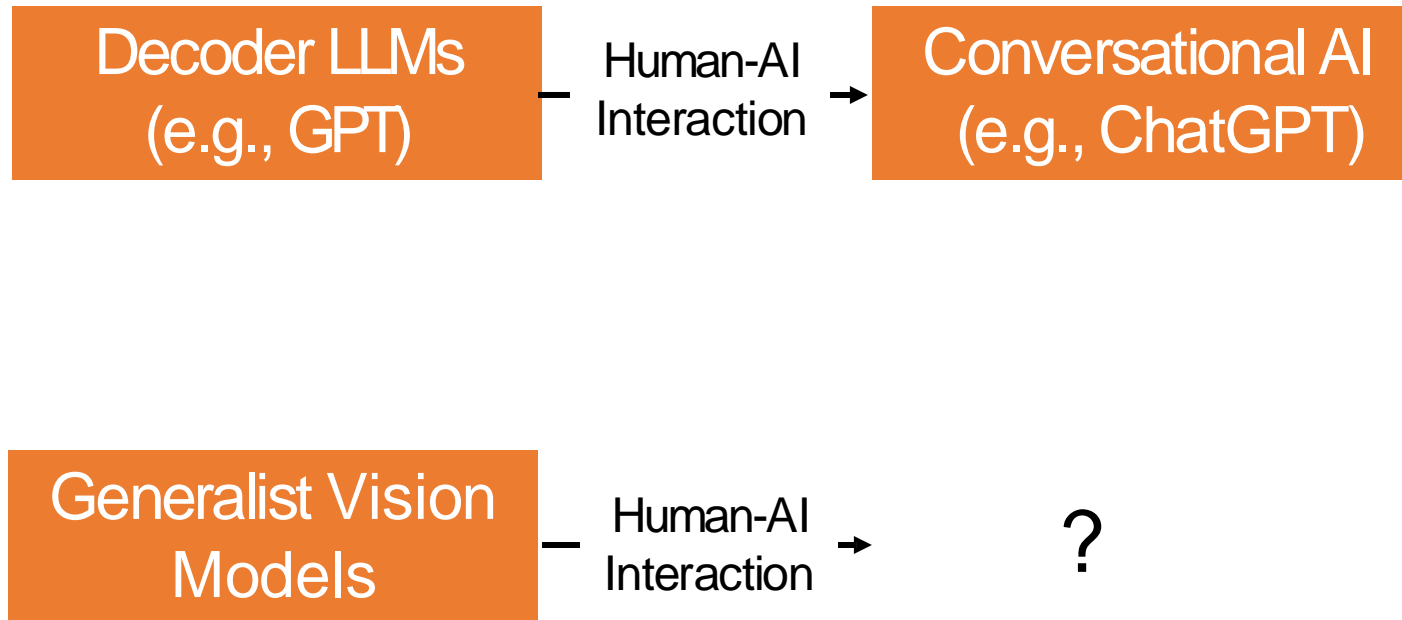 Decoder LLMs
(e.g., GPT)
Human-AI
Interaction
Conversational AI
(e.g., ChatGPT)
Generalist Vision
Models
Human-AI
Interaction
?